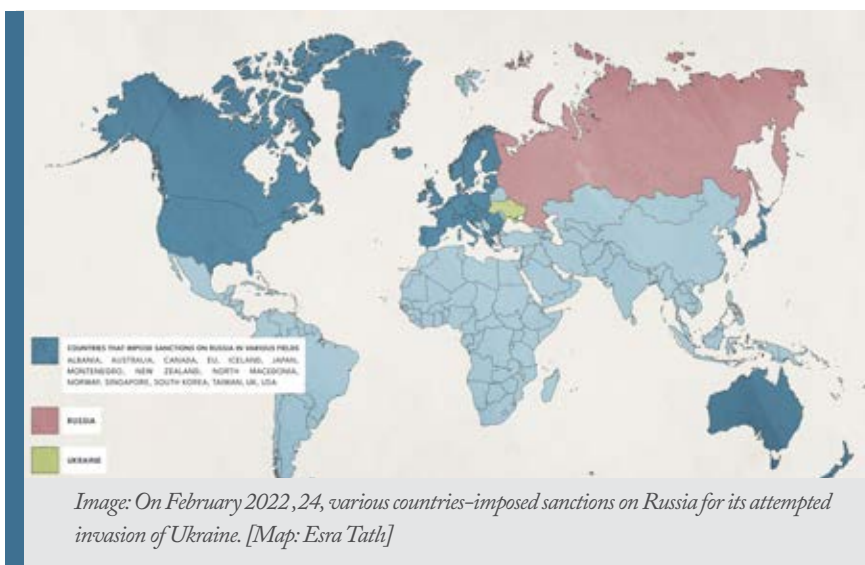 COUNTRIES THAT IMPOSE SANCTIONS ON RUSSIA IN VARIOUS FIELDS
ALBANIA, AUSTRALIA, CANADA, EU, ICELAND, JAPAN,
MONTENEGRO, NEW ZEALAND, NORTH MACEDONIA,
NORWAY, SINGAPORE, SOUTH KOREA, TAIWAN, UK, USA
RUSSIA
UKRAINE
Image: On February 2022 ,24, various countries–imposed sanctions on Russia for its attempted
invasion of Ukraine. [Map: Esra Tatlı]